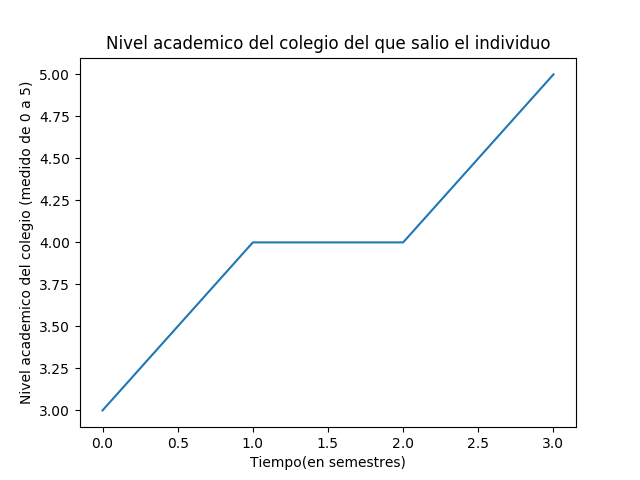 Nivel academico del colegio del que salio el individuo
Nivel academico del colegio (medido de 0 a 5)
5.00
4.75
4.50
4.25
4.00
3.75
3.50
3.25
3.00
0.0 0.5 1.0 1.5 2.0 2.5 3.0
Tiempo(en semestres)